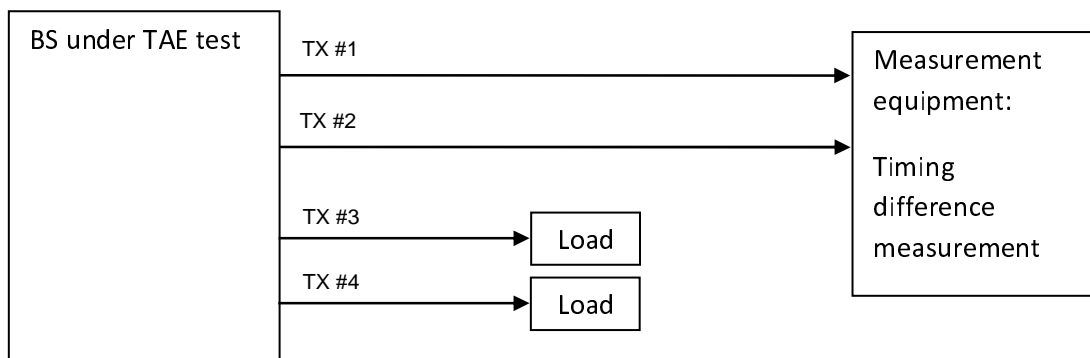 BS under TAE test
TX #1
TX #2
TX #3
TX #4
Load
Load
Measurement
equipment:
Timing
difference
measurement